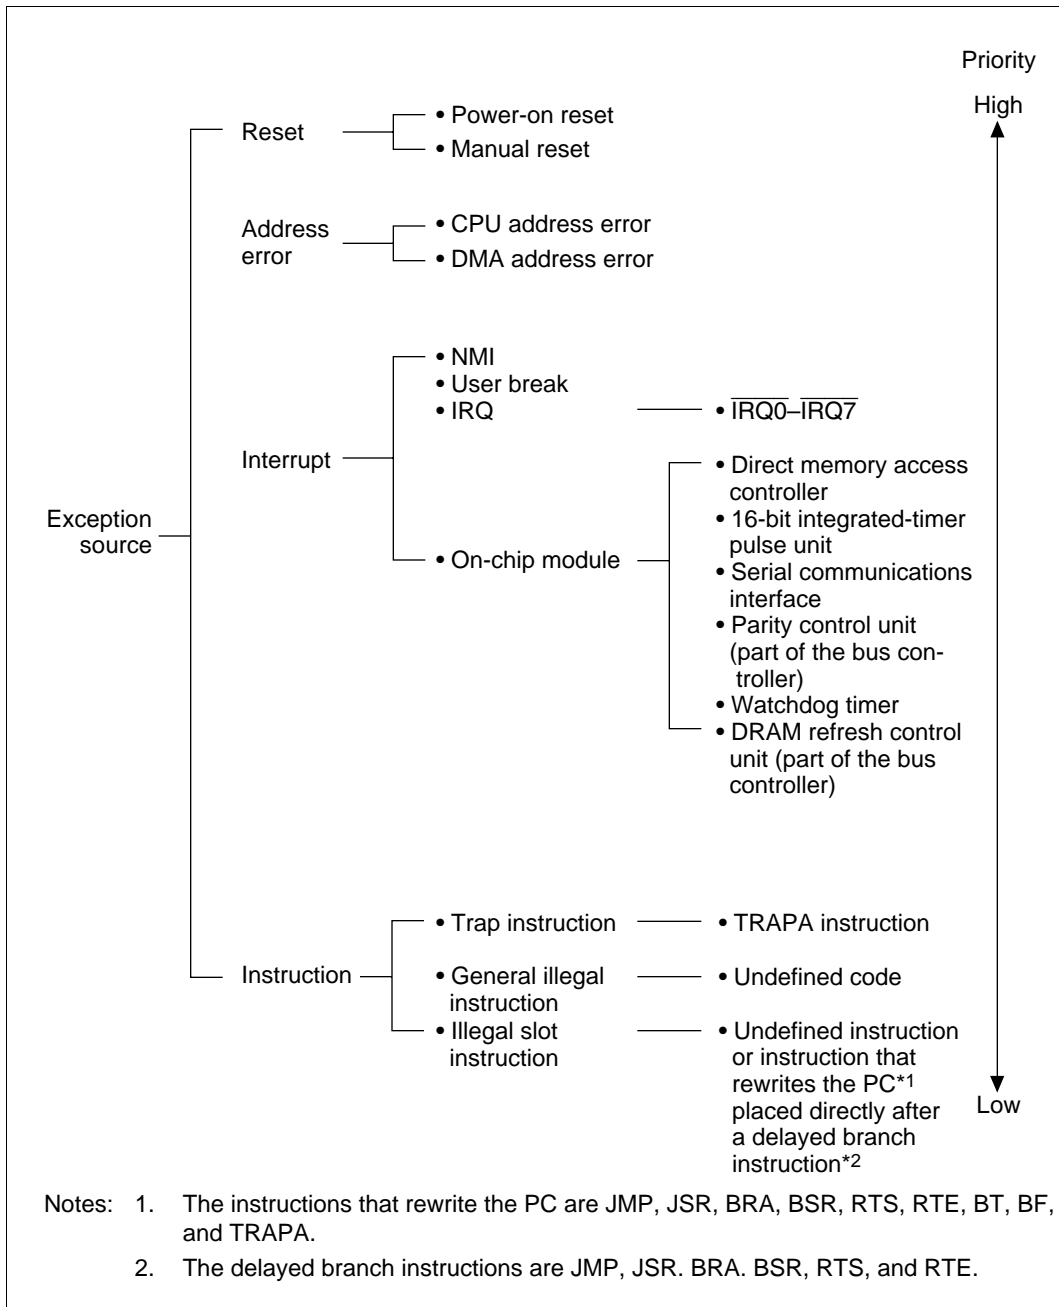 Priority
High
Reset
• Power-on reset
• Manual reset
Address
error
• CPU address error
• DMA address error
Exception
source
Interrupt
• NMI
• User break
• IRQ
• I̅R̅Q̅0̅–I̅R̅Q̅7̅
• On-chip module
• Direct memory access
controller
• 16-bit integrated-timer
pulse unit
• Serial communications
interface
• Parity control unit
(part of the bus con-
troller)
• Watchdog timer
• DRAM refresh control
unit (part of the bus
controller)
Instruction
• Trap instruction
• TRAPA instruction
• General illegal
instruction
• Undefined code
• Illegal slot
instruction
• Undefined instruction
or instruction that
rewrites the PC*1
placed directly after
a delayed branch
instruction*2
Low
Notes: 1. The instructions that rewrite the PC are JMP, JSR, BRA, BSR, RTS, RTE, BT, BF,
and TRAPA.
2. The delayed branch instructions are JMP, JSR. BRA. BSR, RTS, and RTE.